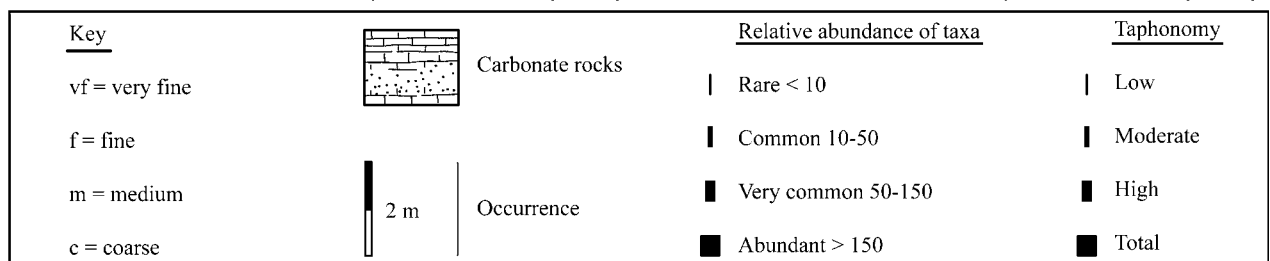 Key
vf = very fine
f = fine
m = medium
c = coarse
Carbonate rocks
2 m
Occurrence
Relative abundance of taxa
Rare < 10
Common 10-50
Very common 50-150
Abundant > 150
Taphonomy
Low
Moderate
High
Total